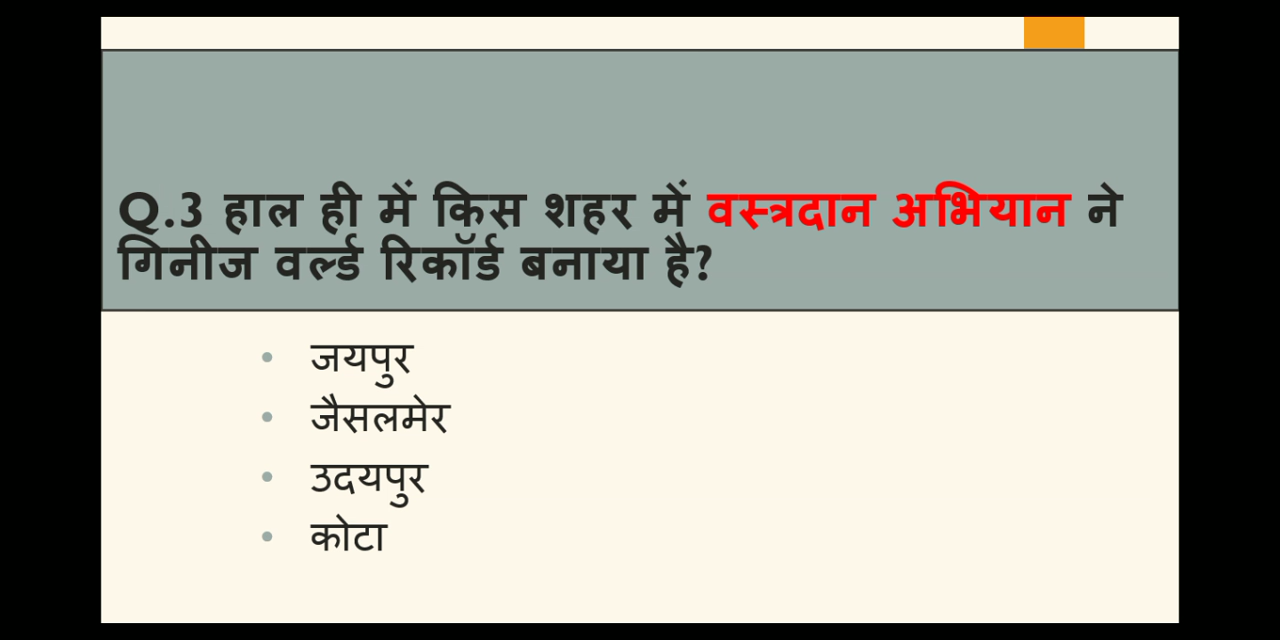 Q.3 हाल ही में किस शहर में वस्त्रदान अभियान ने
गिनीज वर्ल्ड रिकॉर्ड बनाया है?
• जयपुर
• जैसलमेर
• उदयपुर
• कोटा